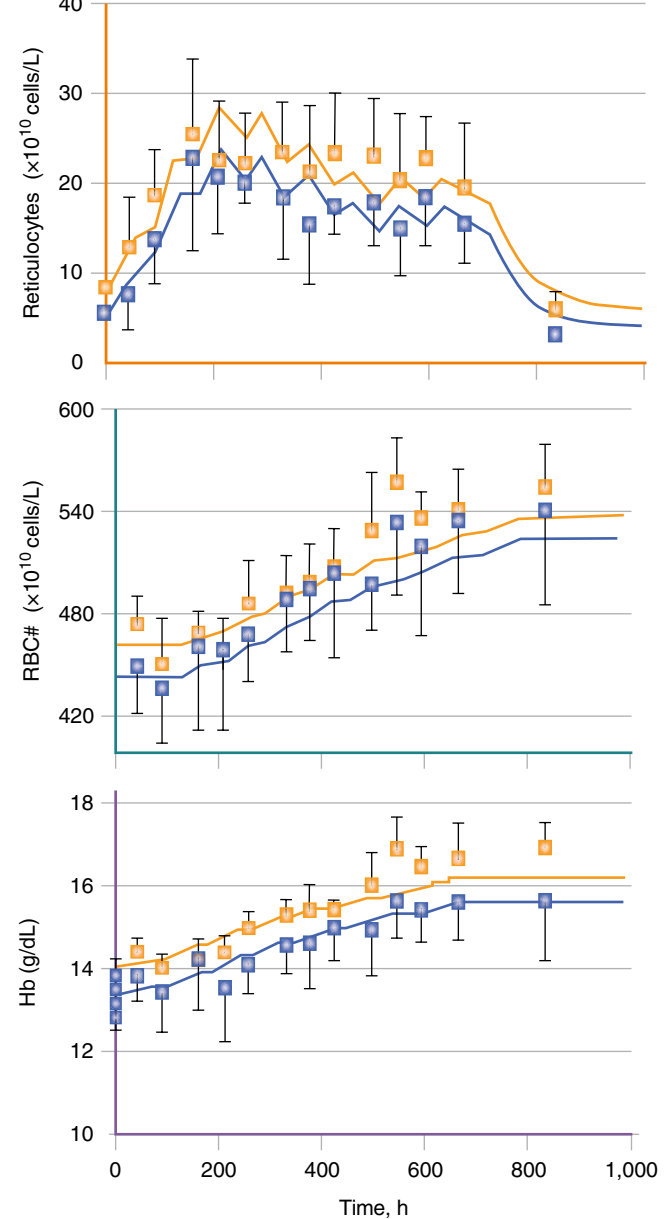 40
30
20
10
0
Reticulocytes (×10¹⁰ cells/L)
600
540
480
420
RBC# (×10¹⁰ cells/L)
18
16
14
12
10
Hb (g/dL)
0 200 400 600 800 1,000
Time, h